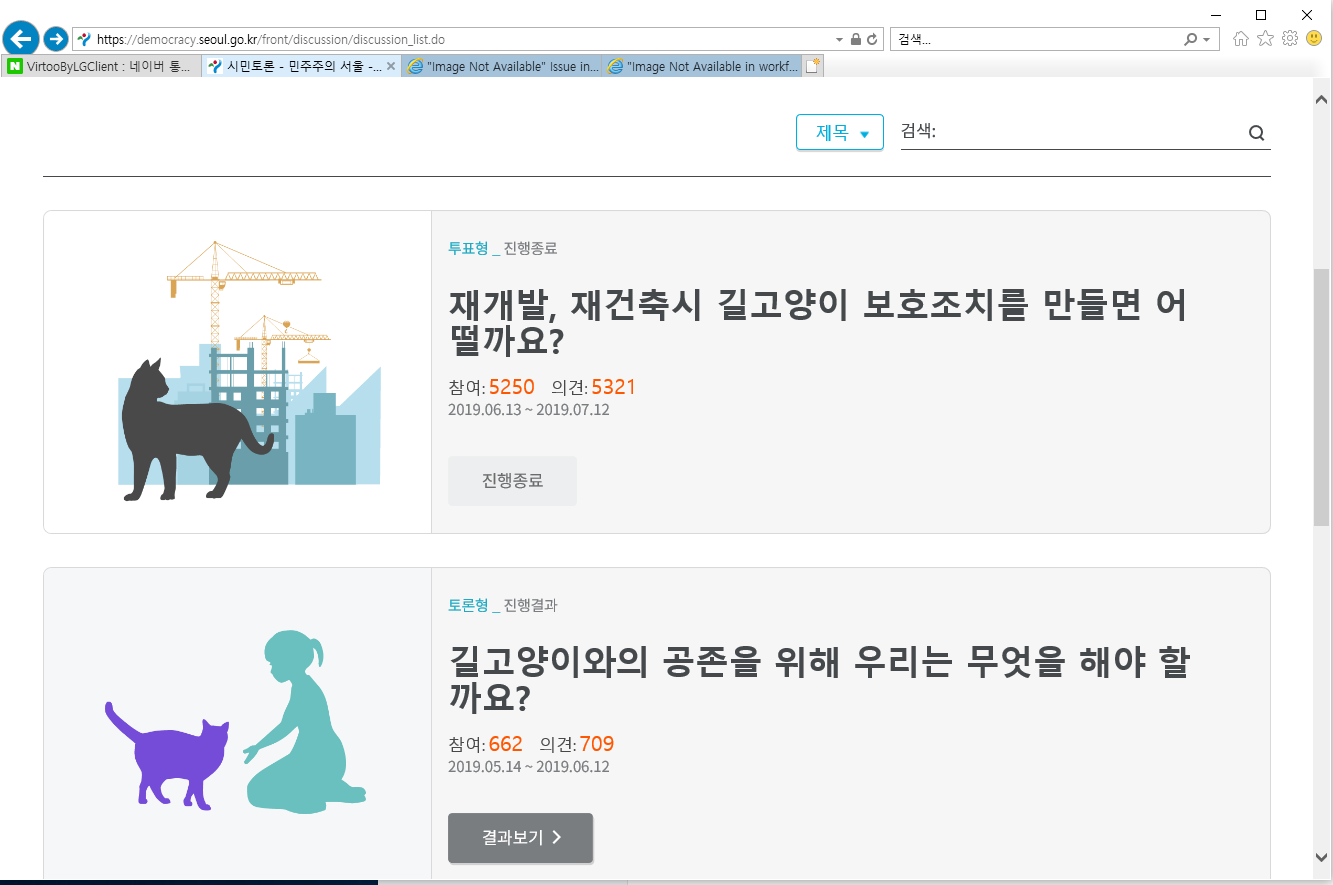 https://democracy.seoul.go.kr/front/discussion/discussion_list.do
검색...
VirtooByLGClient : 네이버 통...
시민토론 - 민주주의 서울 -...
"Image Not Available" Issue in...
"Image Not Available in workf...
제목
검색:
투표형 _ 진행종료
재개발, 재건축시 길고양이 보호조치를 만들면 어
떨까요?
참여: 5250 의견: 5321
2019.06.13 ~ 2019.07.12
진행종료
토론형 _ 진행결과
길고양이와의 공존을 위해 우리는 무엇을 해야 할
까요?
참여: 662 의견: 709
2019.05.14 ~ 2019.06.12
결과보기